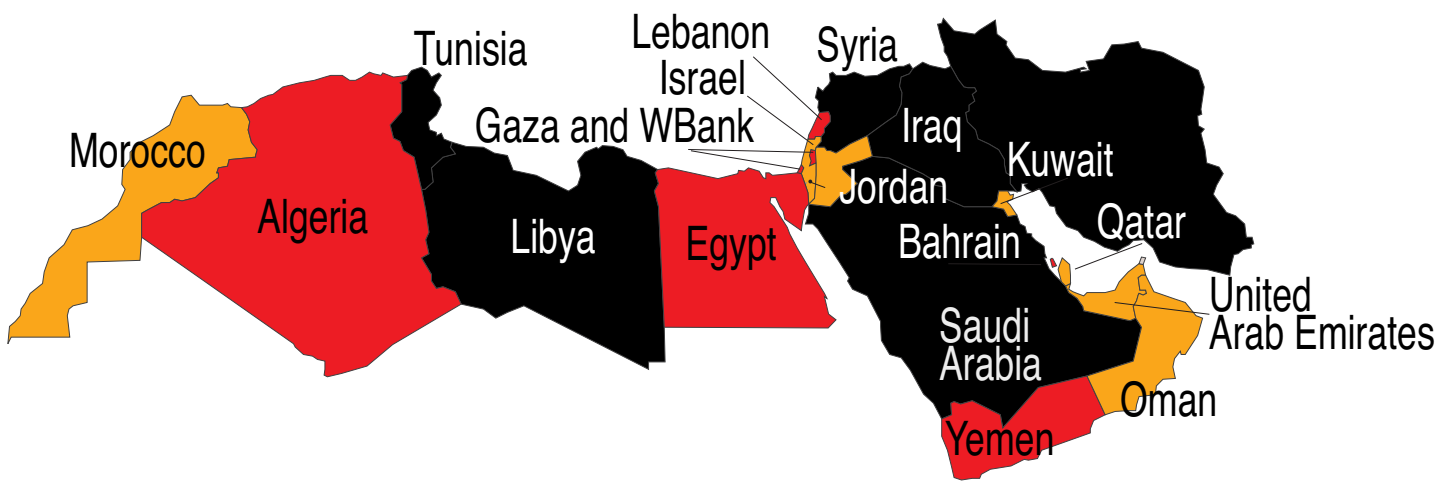 Tunisia
Lebanon
Syria
Israel
Gaza and WBank
Iraq
Morocco
Kuwait
Jordan
Algeria
Libya
Egypt
Bahrain
Qatar
United
Arab Emirates
Saudi
Arabia
Oman
Yemen